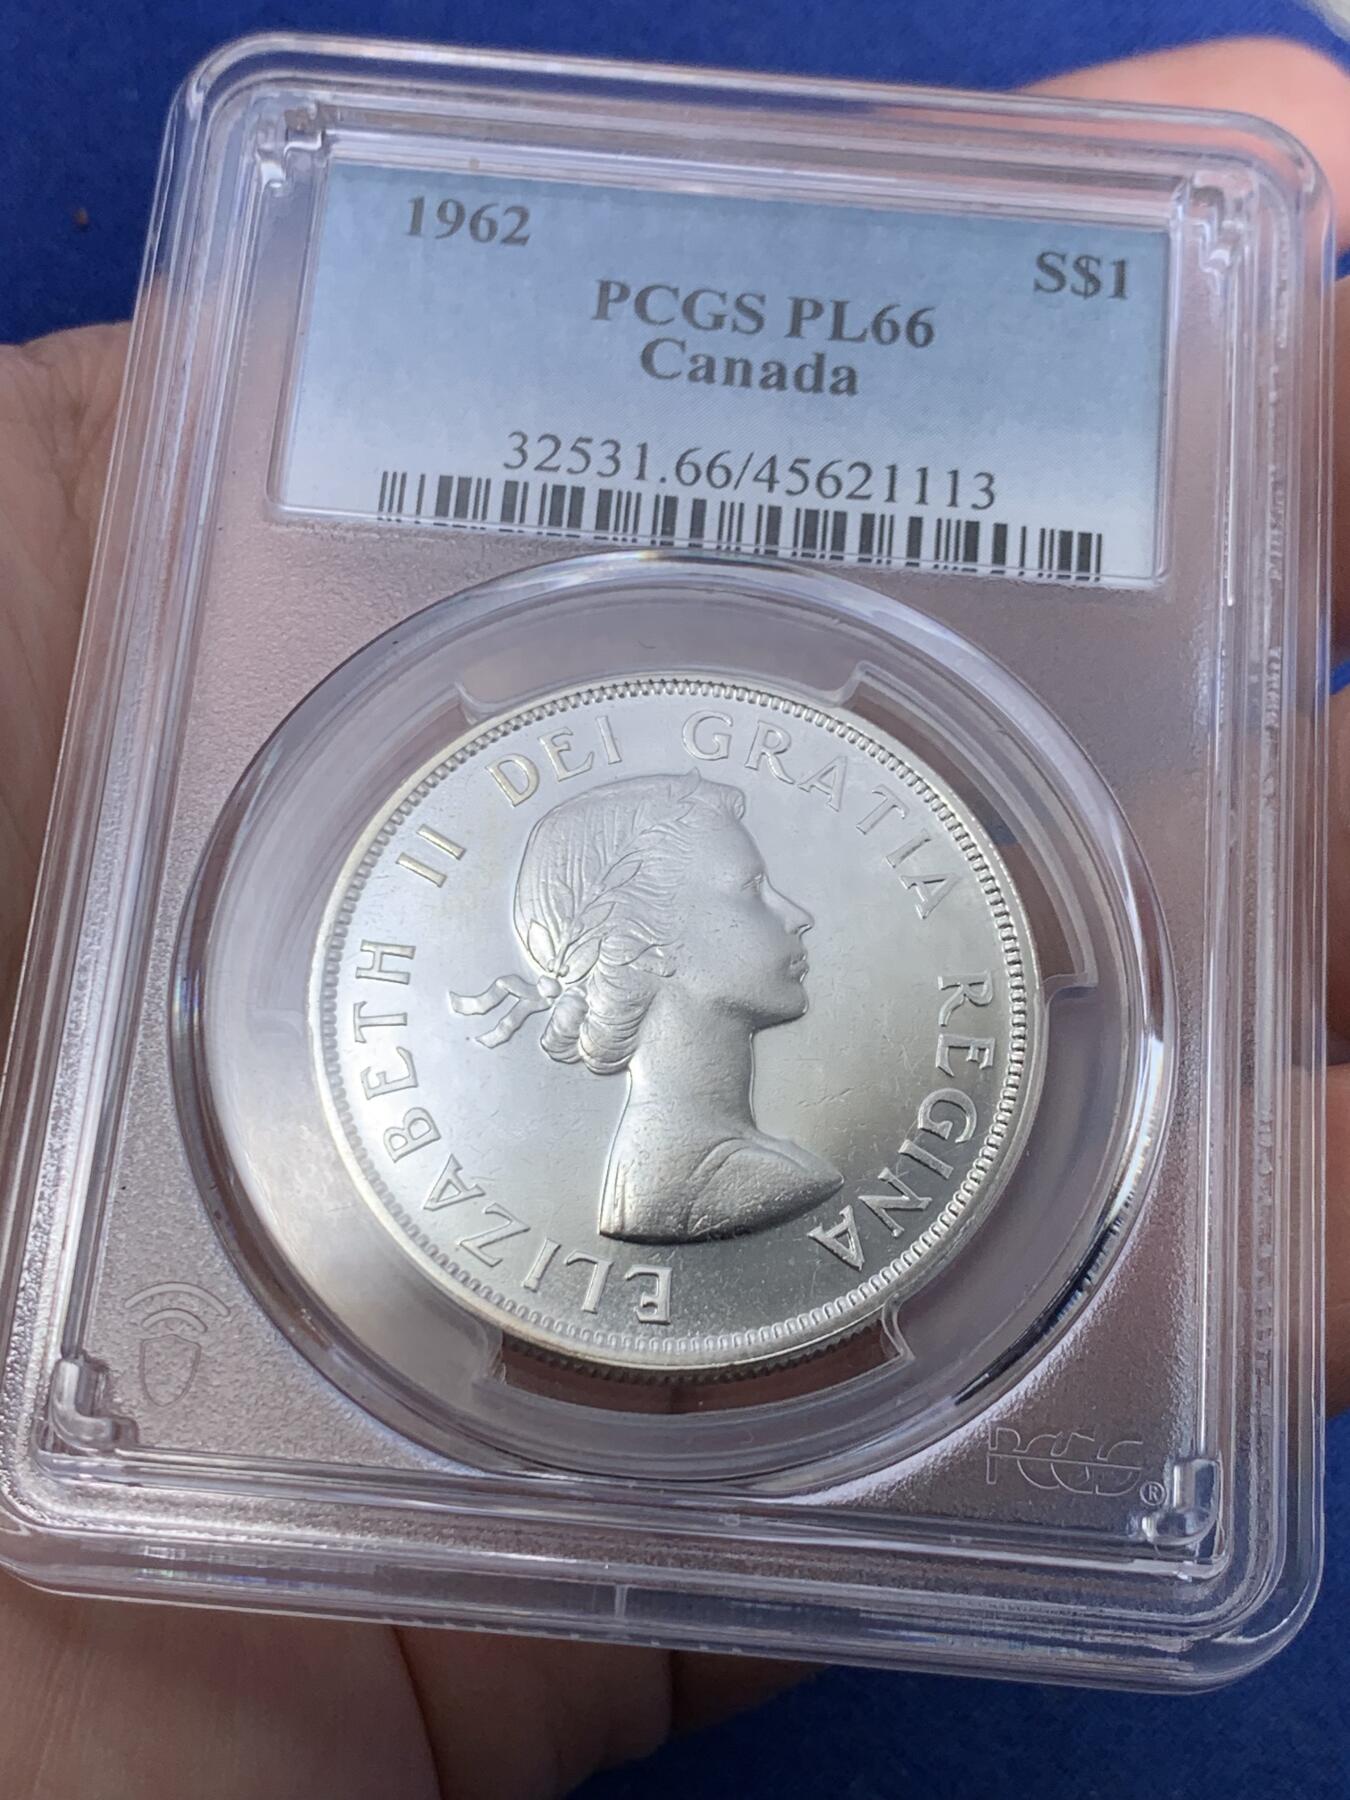 1962
S$1
PCGS PL66
Canada
32531.66/45621113
ELIZABETH II DEI GRATIA REGINA
PCGS®